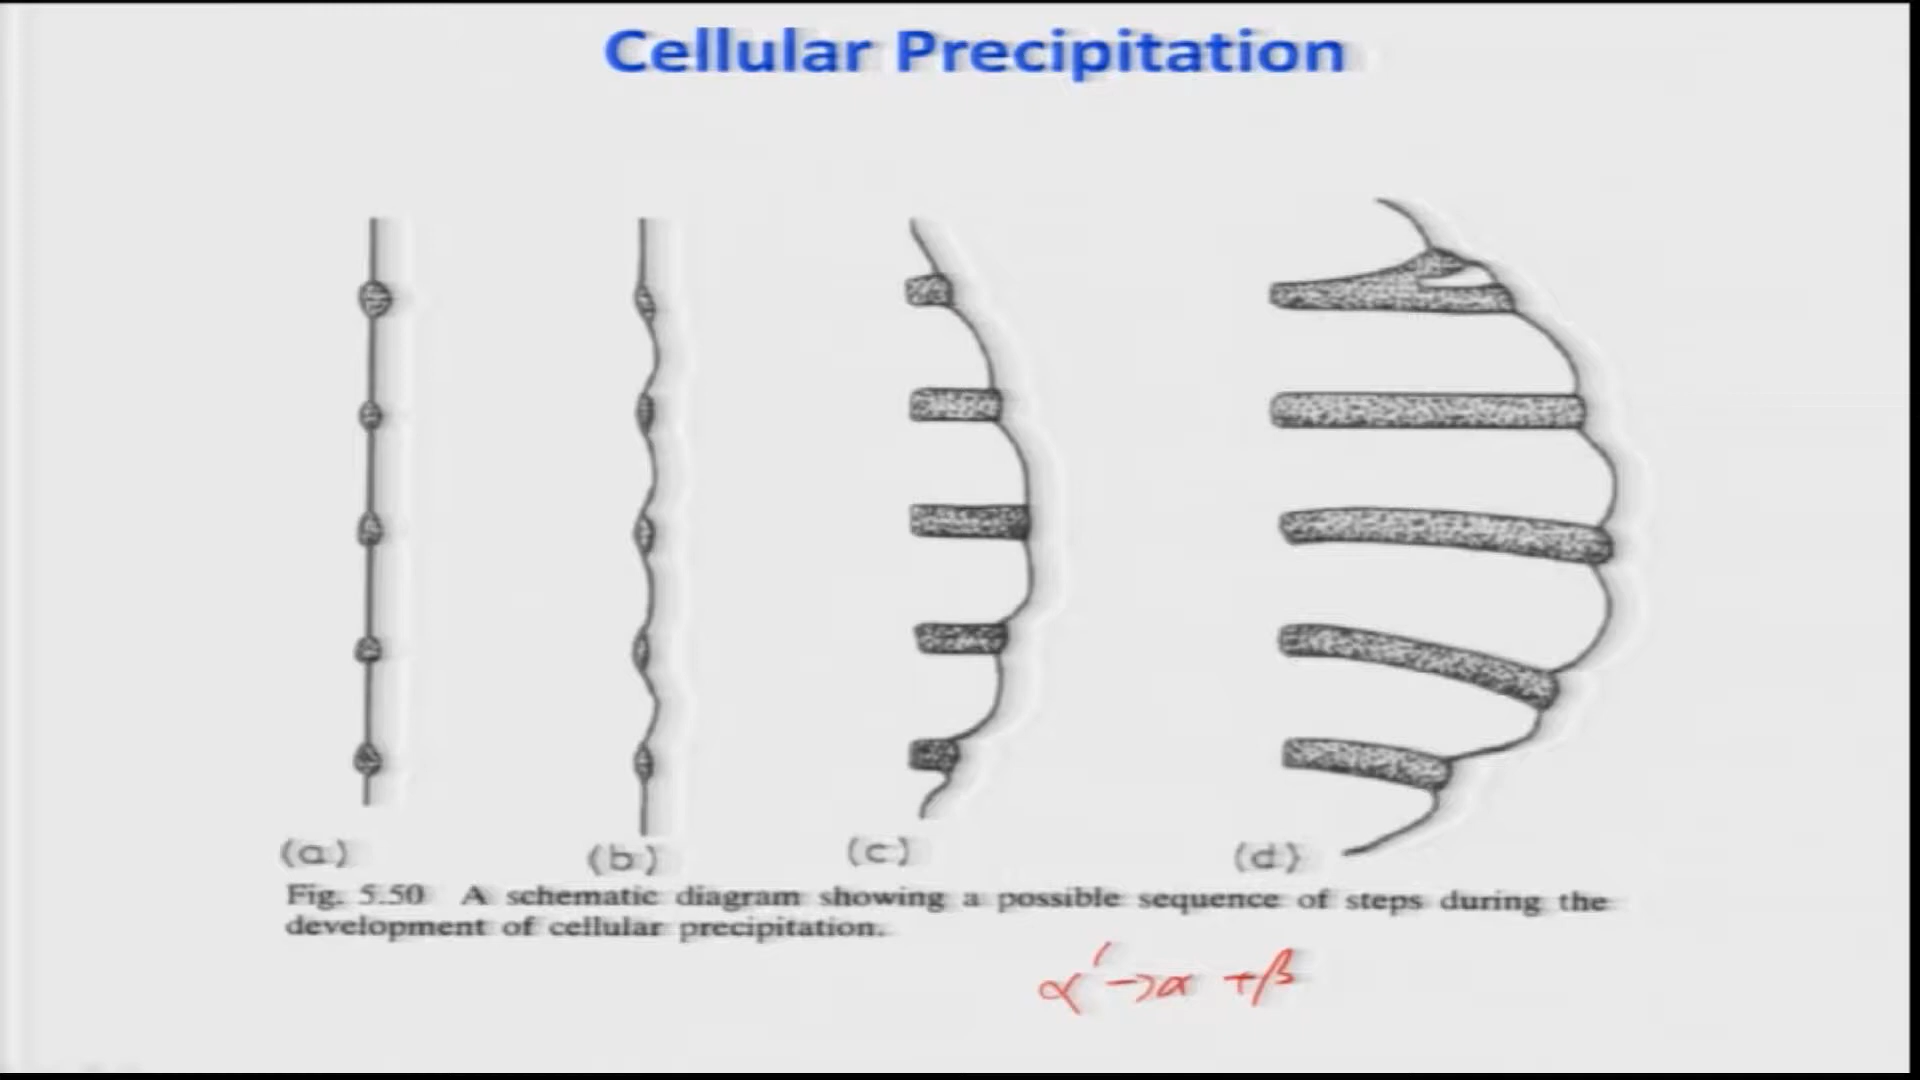 Cellular Precipitation
(a) (b) (c) (d)
Fig. 5.50 A schematic diagram showing a possible sequence of steps during the
development of cellular precipitation.
α' → α + β